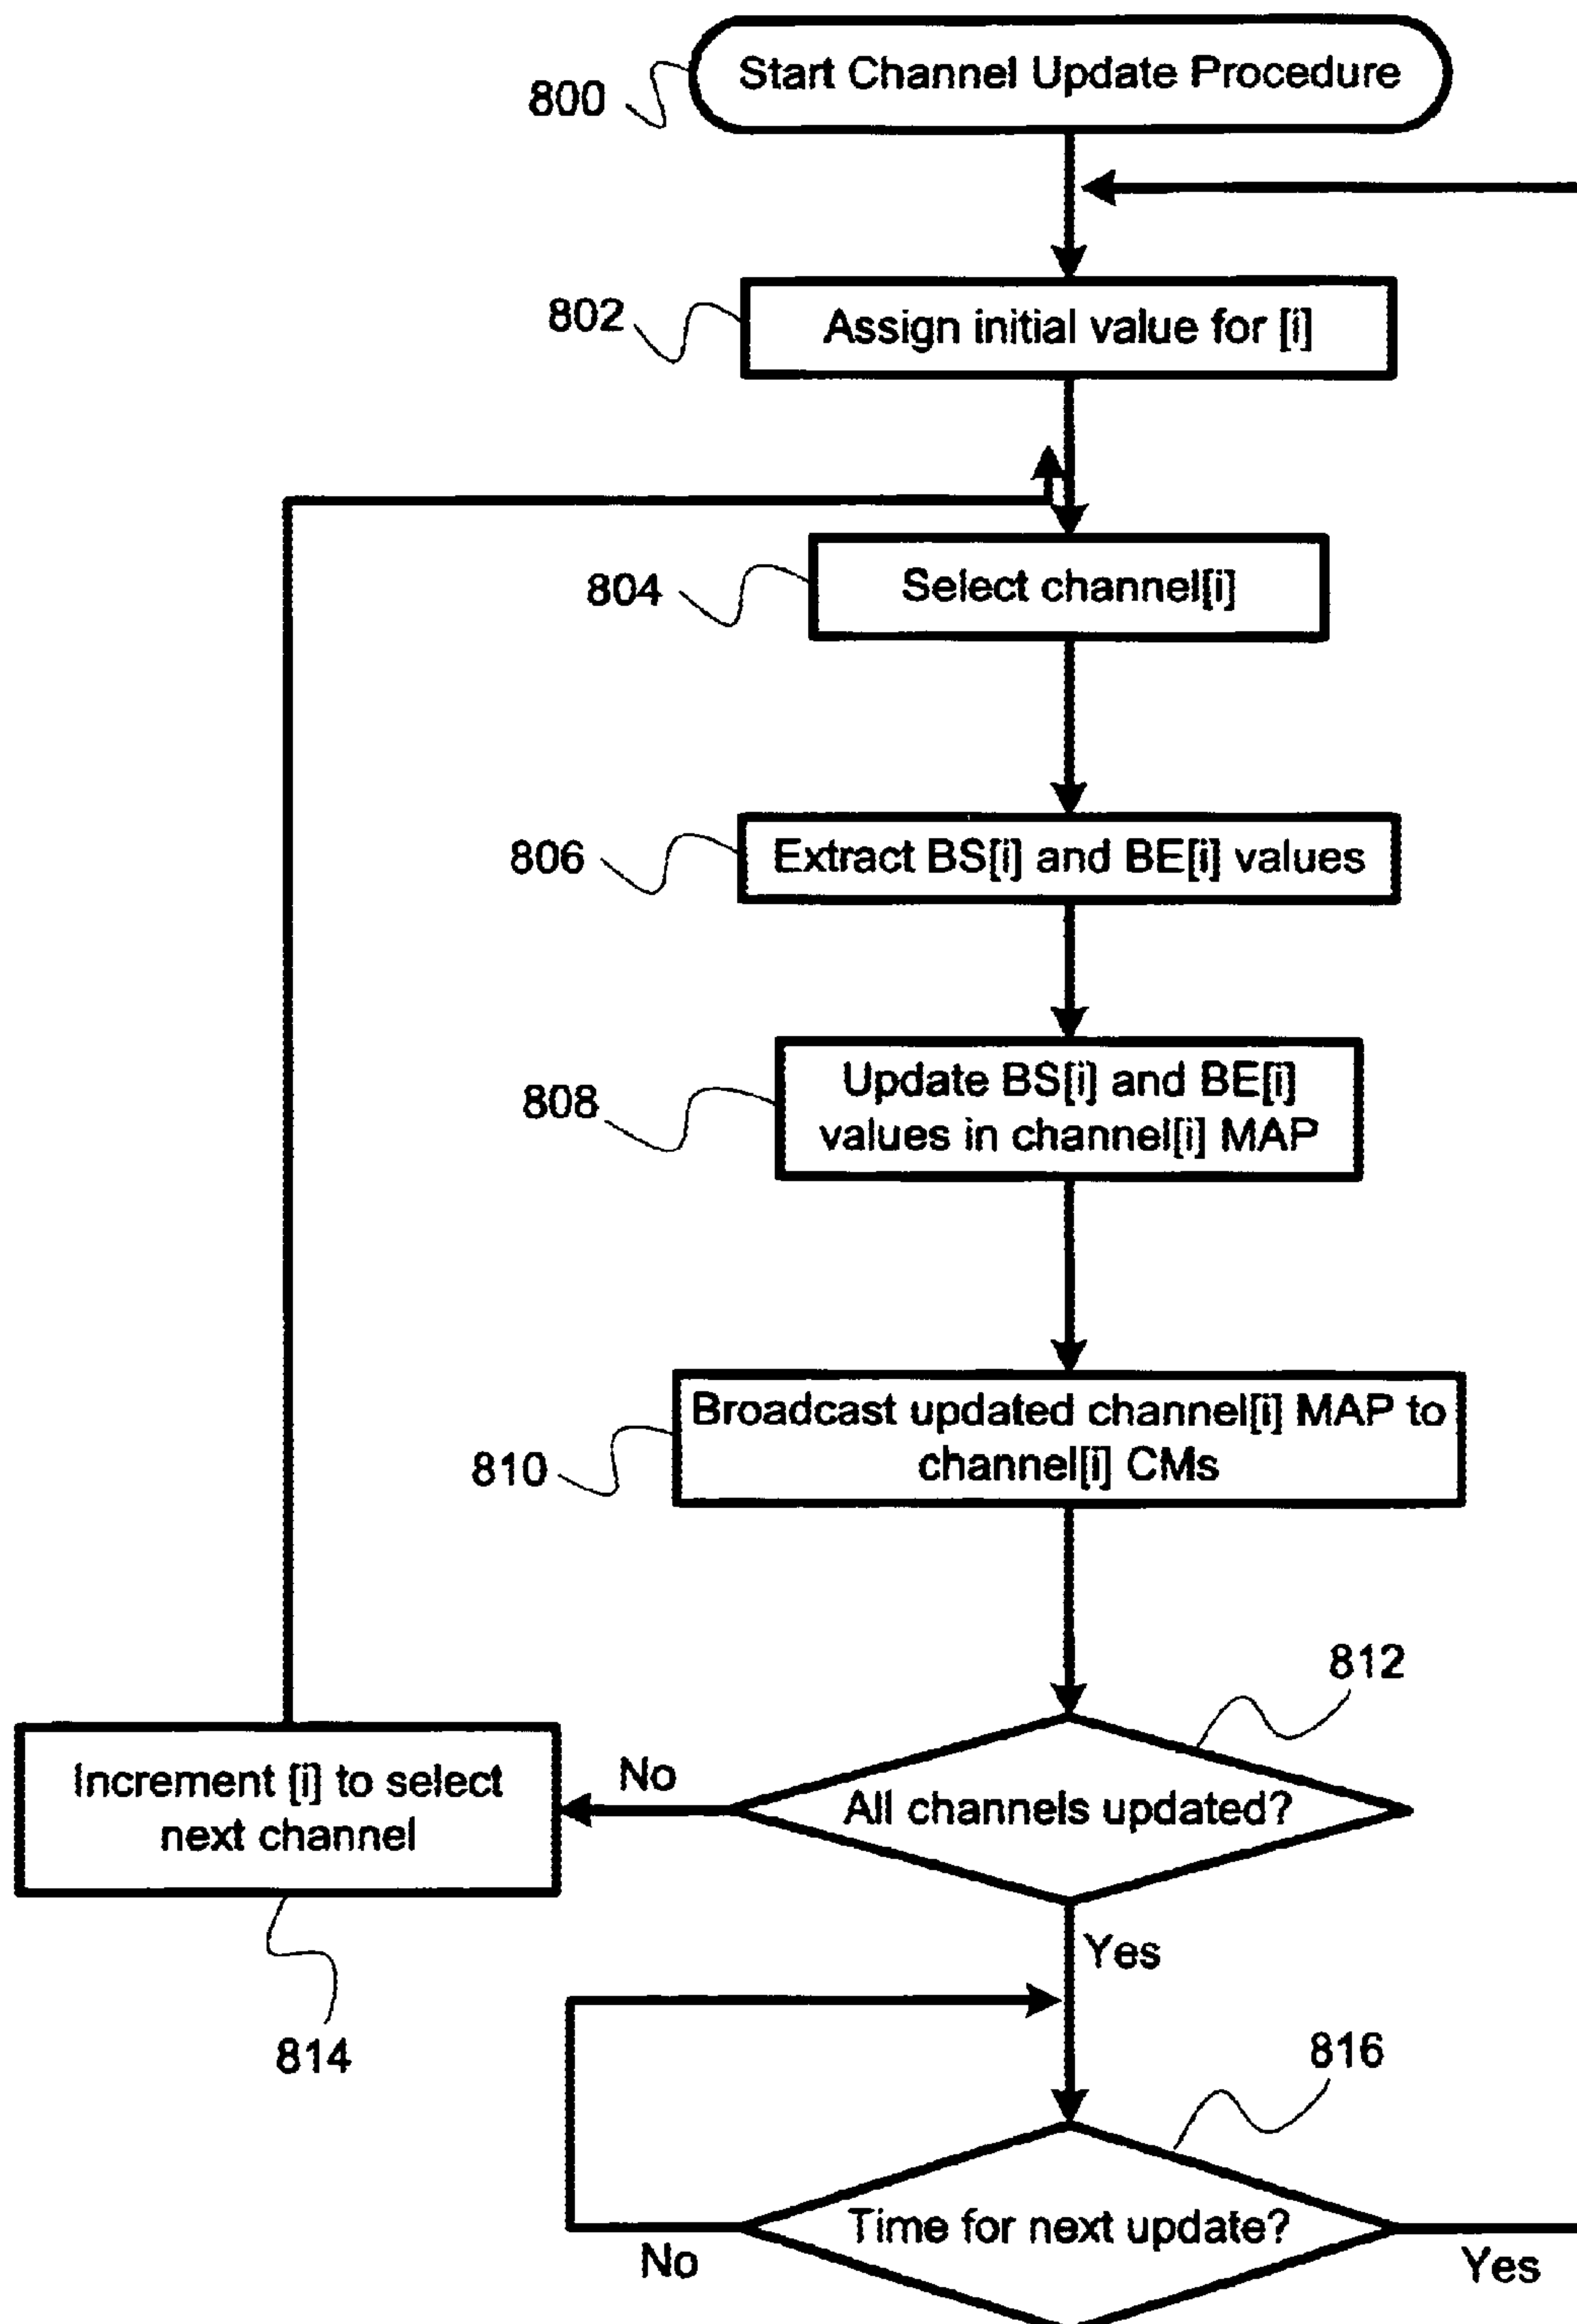 Start Channel Update Procedure
800
802
Assign initial value for [i]
804
Select channel[i]
806
Extract BS[i] and BE[i] values
808
Update BS[i] and BE[i]
values in channel[i] MAP
810
Broadcast updated channel[i] MAP to
channel[i] CMs
812
All channels updated?
No
Increment [i] to select
next channel
814
Yes
816
Time for next update?
No
Yes